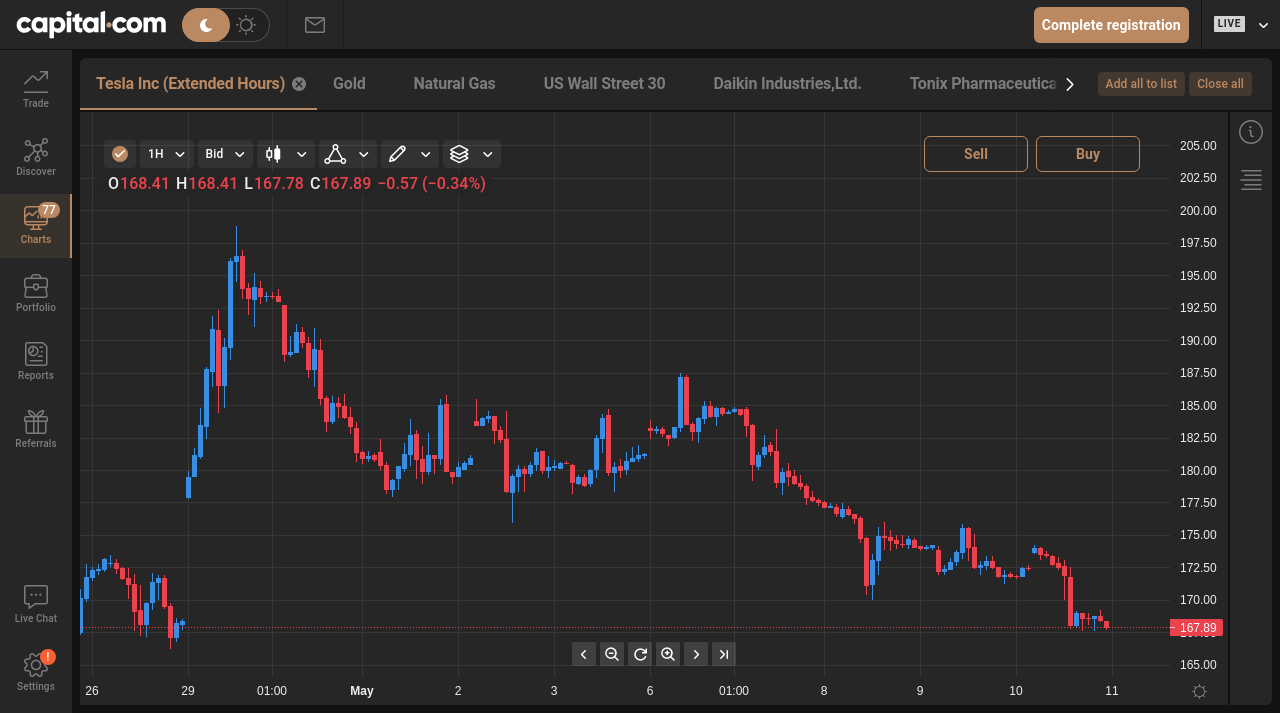 capital.com
Complete registration
LIVE
Trade
Discover
77
Charts
Portfolio
Reports
Referrals
Live Chat
!
Settings
Tesla Inc (Extended Hours)
Gold
Natural Gas
US Wall Street 30
Daikin Industries,Ltd.
Tonix Pharmaceutica
Add all to list
Close all
1H
Bid
Sell
Buy
O168.41 H168.41 L167.78 C167.89 −0.57 (−0.34%)
205.00
202.50
200.00
197.50
195.00
192.50
190.00
187.50
185.00
182.50
180.00
177.50
175.00
172.50
170.00
167.89
165.00
26
29
01:00
May
2
3
6
01:00
8
9
10
11